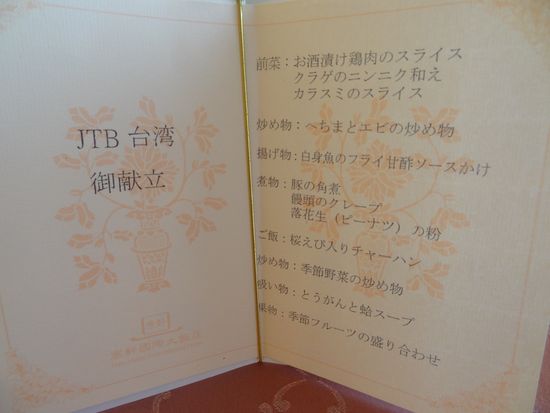 JTB 台湾
御献立
前菜：お酒漬け鶏肉のスライス
クラゲのニンニク和え
カラスミのスライス
炒め物：へちまとエビの炒め物
揚げ物：白身魚のフライ甘酢ソースかけ
煮物：豚の角煮
饅頭のクレープ
落花生（ピーナツ）の粉
ご飯：桜えび入りチャーハン
炒め物：季節野菜の炒め物
吸い物：とうがんと蛤スープ
果物：季節フルーツの盛り合わせ